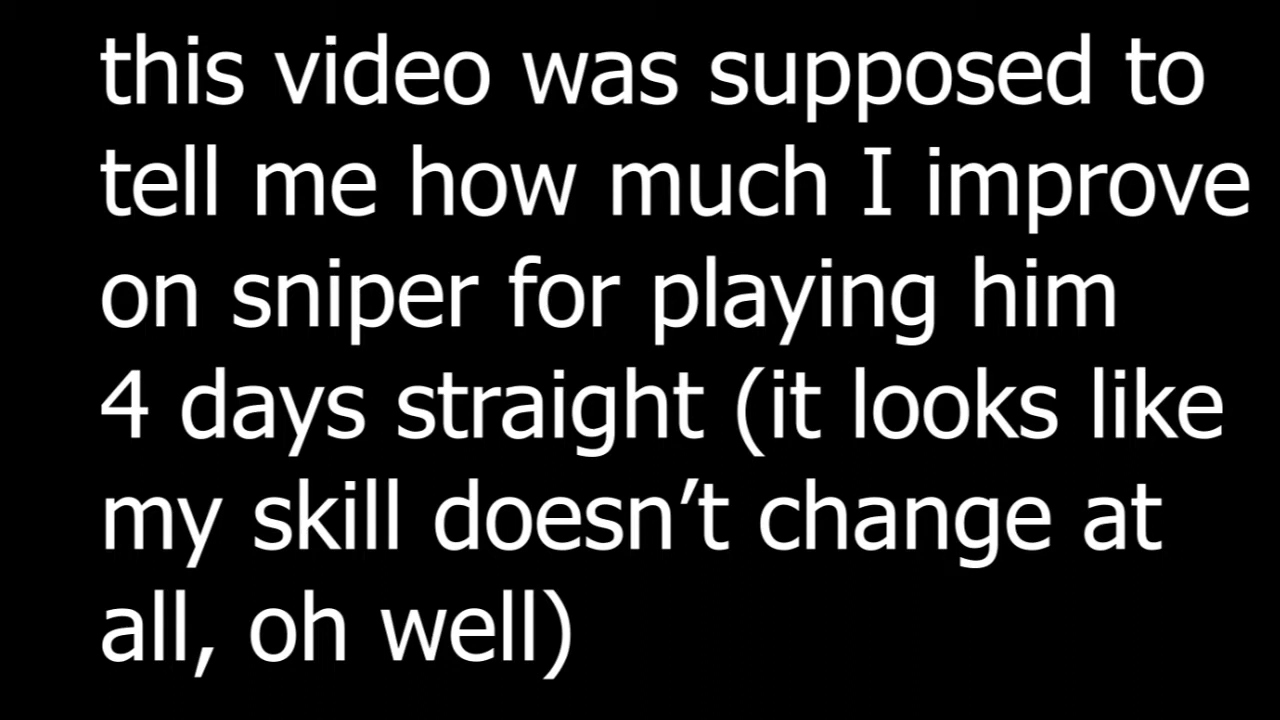 this video was supposed to
tell me how much I improve
on sniper for playing him
4 days straight (it looks like
my skill doesn’t change at
all, oh well)